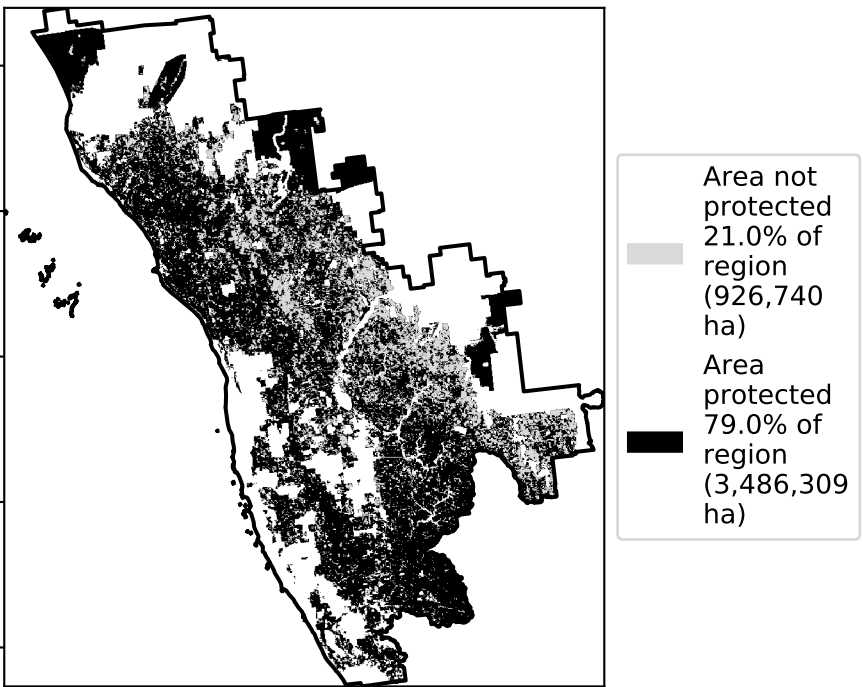 Area not
protected
21.0% of
region
(926,740
ha)
Area
protected
79.0% of
region
(3,486,309
ha)